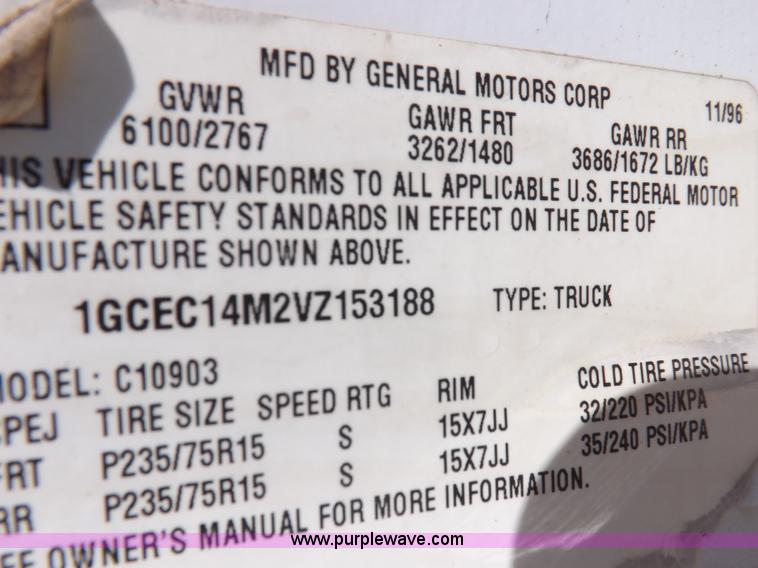 MFD BY GENERAL MOTORS CORP 11/96
GVWR GAWR FRT GAWR RR
6100/2767 3262/1480 3686/1672 LB/KG
HIS VEHICLE CONFORMS TO ALL APPLICABLE U.S. FEDERAL MOTOR
EHICLE SAFETY STANDARDS IN EFFECT ON THE DATE OF
ANUFACTURE SHOWN ABOVE.
1GCEC14M2VZ153188 TYPE: TRUCK
MODEL: C10903
PEJ TIRE SIZE SPEED RTG RIM COLD TIRE PRESSURE
FRT P235/75R15 S 15X7JJ 32/220 PSI/KPA
RR P235/75R15 S 15X7JJ 35/240 PSI/KPA
EE OWNER'S MANUAL FOR MORE INFORMATION.
www.purplewave.com